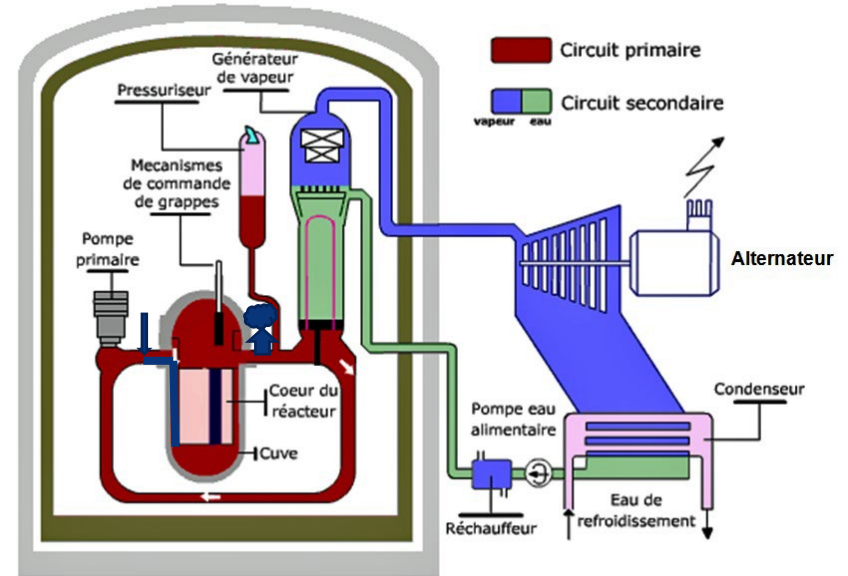 Générateur
de vapeur
Pressuriseur
Mecanismes
de commande
de grappes
Pompe
primaire
Coeur du
réacteur
Cuve
Circuit primaire
Circuit secondaire
vapeur eau
Alternateur
Condenseur
Pompe eau
alimentaire
Réchauffeur
Eau de
refroidissement